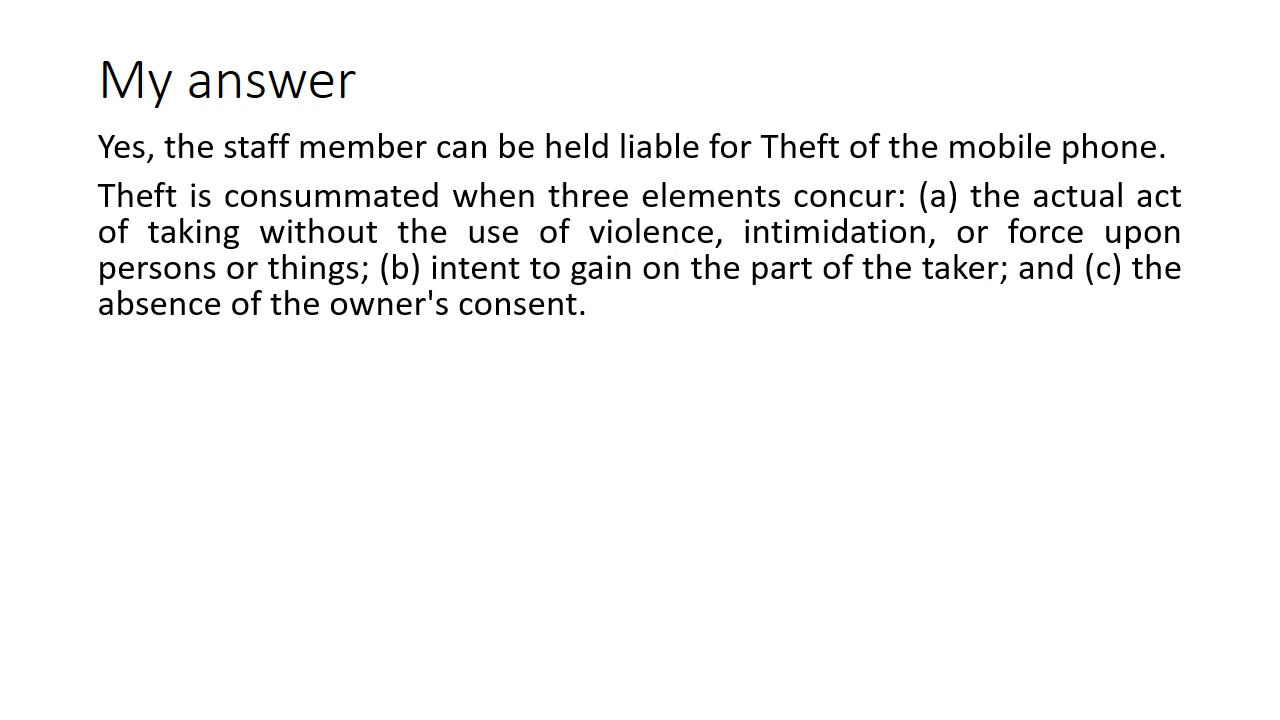 My answer
Yes, the staff member can be held liable for Theft of the mobile phone.
Theft is consummated when three elements concur: (a) the actual act
of taking without the use of violence, intimidation, or force upon
persons or things; (b) intent to gain on the part of the taker; and (c) the
absence of the owner's consent.